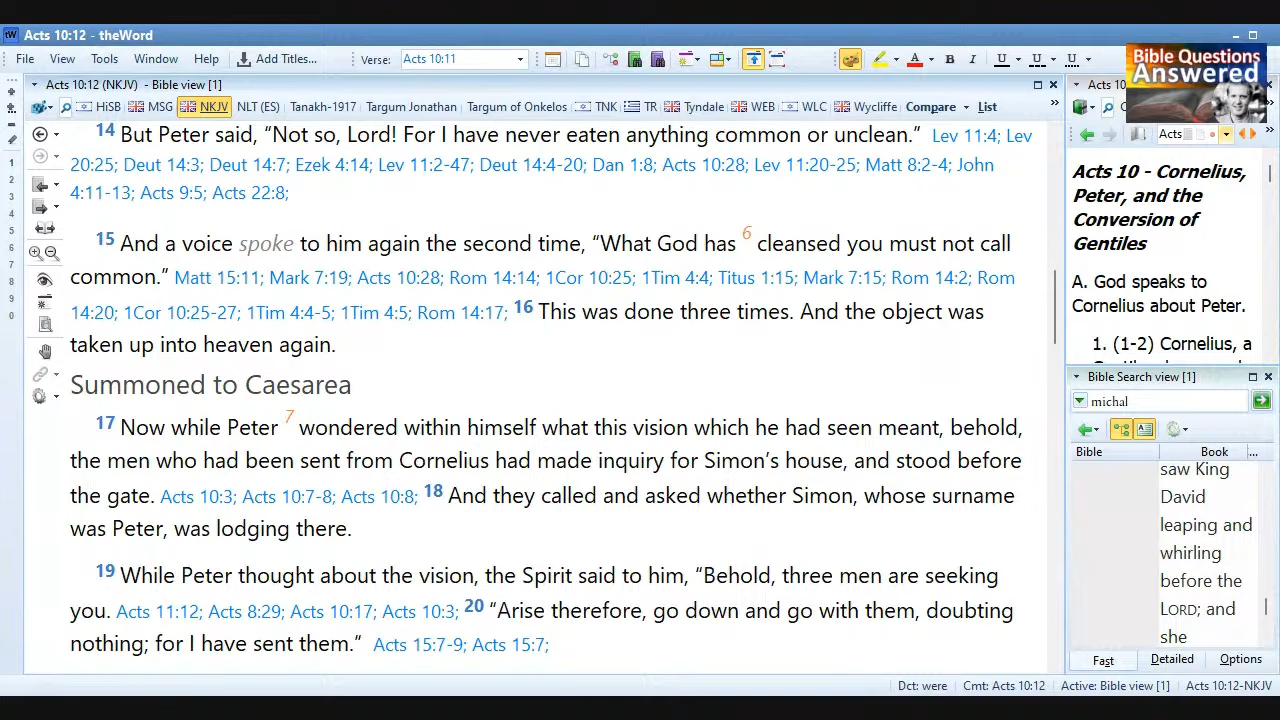 Acts 10:12 - theWord
File View Tools Window Help Add Titles... Verse: Acts 10:11
Bible Questions
Answered
Acts 10:12 (NKJV) - Bible view [1]
HiSB MSG NKJV NLT (ES) Tanakh-1917 Targum Jonathan Targum of Onkelos TNK TR Tyndale WEB WLC Wycliffe Compare List
14 But Peter said, “Not so, Lord! For I have never eaten anything common or unclean.” Lev 11:4; Lev
20:25; Deut 14:3; Deut 14:7; Ezek 4:14; Lev 11:2-47; Deut 14:4-20; Dan 1:8; Acts 10:28; Lev 11:20-25; Matt 8:2-4; John
4:11-13; Acts 9:5; Acts 22:8;
15 And a voice spoke to him again the second time, “What God has 6 cleansed you must not call
common.” Matt 15:11; Mark 7:19; Acts 10:28; Rom 14:14; 1Cor 10:25; 1Tim 4:4; Titus 1:15; Mark 7:15; Rom 14:2; Rom
14:20; 1Cor 10:25-27; 1Tim 4:4-5; 1Tim 4:5; Rom 14:17; 16 This was done three times. And the object was
taken up into heaven again.
Summoned to Caesarea
17 Now while Peter 7 wondered within himself what this vision which he had seen meant, behold,
the men who had been sent from Cornelius had made inquiry for Simon’s house, and stood before
the gate. Acts 10:3; Acts 10:7-8; Acts 10:8; 18 And they called and asked whether Simon, whose surname
was Peter, was lodging there.
19 While Peter thought about the vision, the Spirit said to him, “Behold, three men are seeking
you. Acts 11:12; Acts 8:29; Acts 10:17; Acts 10:3; 20 “Arise therefore, go down and go with them, doubting
nothing; for I have sent them.” Acts 15:7-9; Acts 15:7;
1
2
3
4
5
6
7
8
9
0
Acts
Acts 10 - Cornelius,
Peter, and the
Conversion of
Gentiles
A. God speaks to
Cornelius about Peter.
1. (1-2) Cornelius, a
Bible Search view [1]
michal
Bible Book ...
saw King
David
leaping and
whirling
before the
LORD; and
she
Fast Detailed Options
Dct: were Cmt: Acts 10:12 Active: Bible view [1] Acts 10:12-NKJV